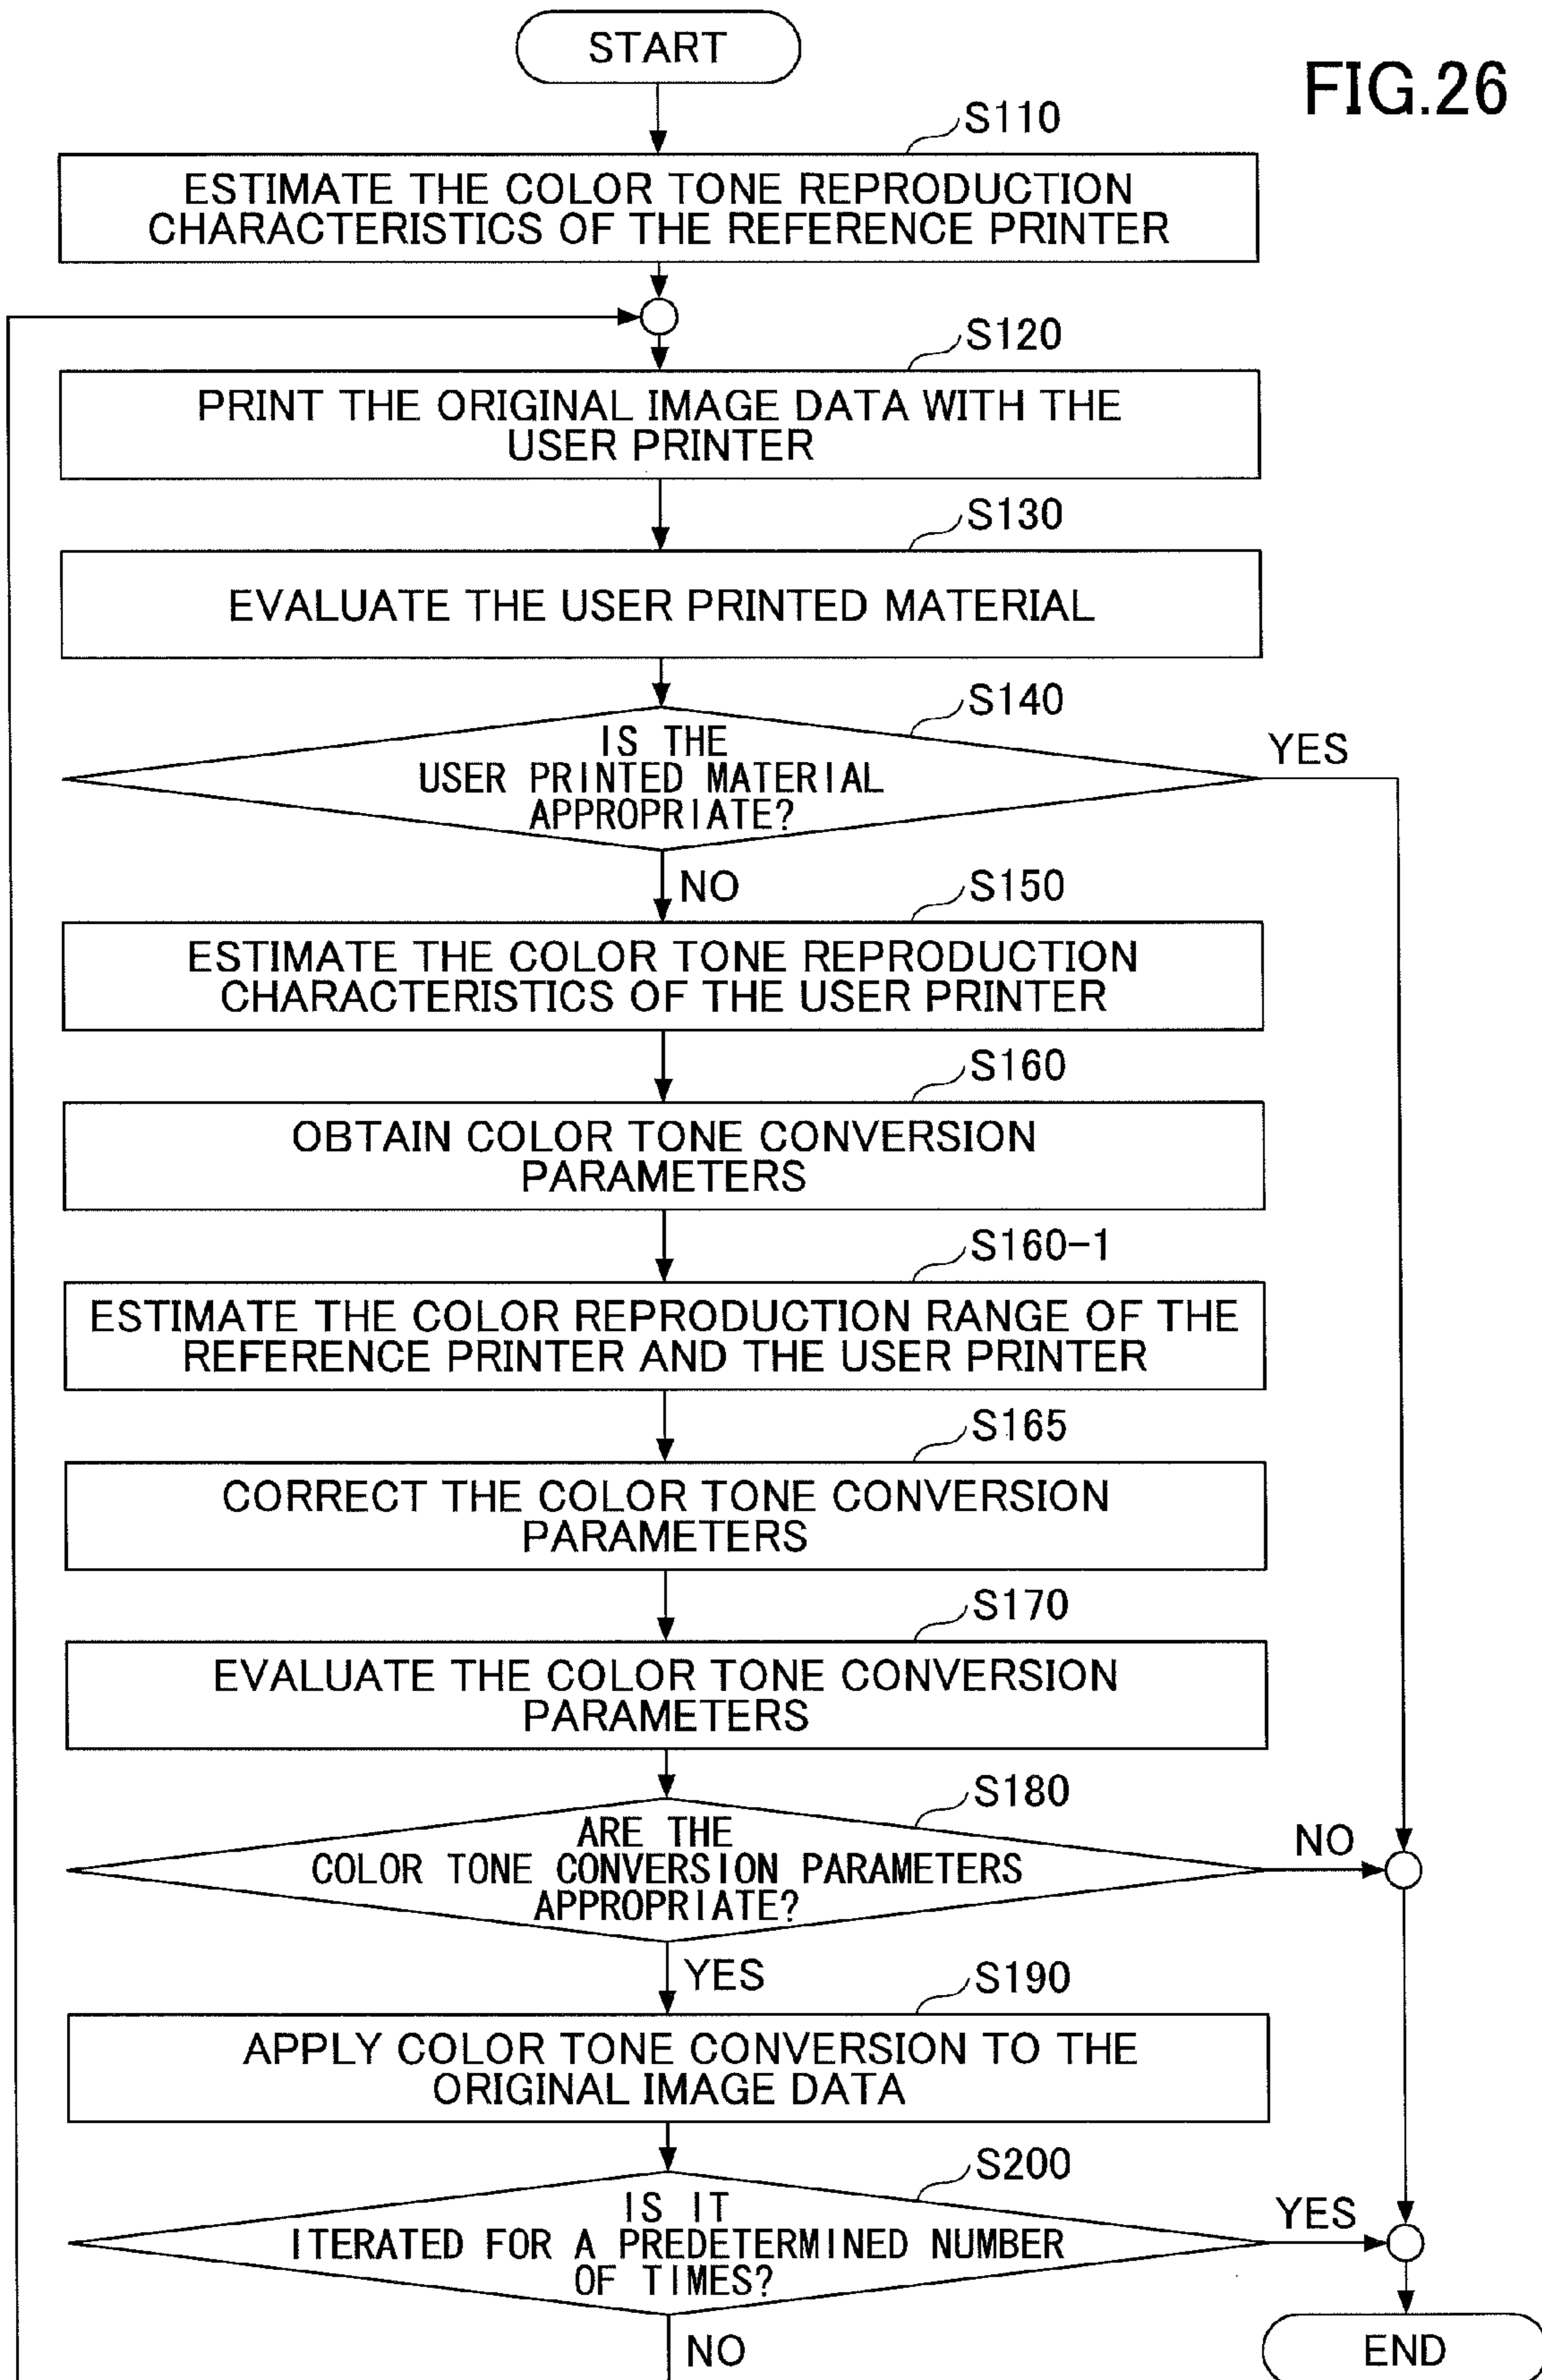 START
FIG.26
S110
ESTIMATE THE COLOR TONE REPRODUCTION
CHARACTERISTICS OF THE REFERENCE PRINTER
S120
PRINT THE ORIGINAL IMAGE DATA WITH THE
USER PRINTER
S130
EVALUATE THE USER PRINTED MATERIAL
S140
IS THE
USER PRINTED MATERIAL
APPROPRIATE?
YES
NO
S150
ESTIMATE THE COLOR TONE REPRODUCTION
CHARACTERISTICS OF THE USER PRINTER
S160
OBTAIN COLOR TONE CONVERSION
PARAMETERS
S160-1
ESTIMATE THE COLOR REPRODUCTION RANGE OF THE
REFERENCE PRINTER AND THE USER PRINTER
S165
CORRECT THE COLOR TONE CONVERSION
PARAMETERS
S170
EVALUATE THE COLOR TONE CONVERSION
PARAMETERS
S180
ARE THE
COLOR TONE CONVERSION PARAMETERS
APPROPRIATE?
NO
YES
S190
APPLY COLOR TONE CONVERSION TO THE
ORIGINAL IMAGE DATA
S200
IS IT
ITERATED FOR A PREDETERMINED NUMBER
OF TIMES?
YES
NO
END